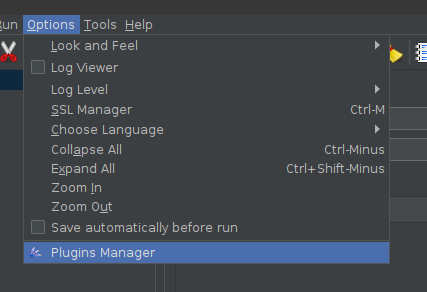 Run Options Tools Help
Look and Feel
Log Viewer
Log Level
SSL Manager Ctrl-M
Choose Language
Collapse All Ctrl-Minus
Expand All Ctrl+Shift-Minus
Zoom In
Zoom Out
Save automatically before run
Plugins Manager